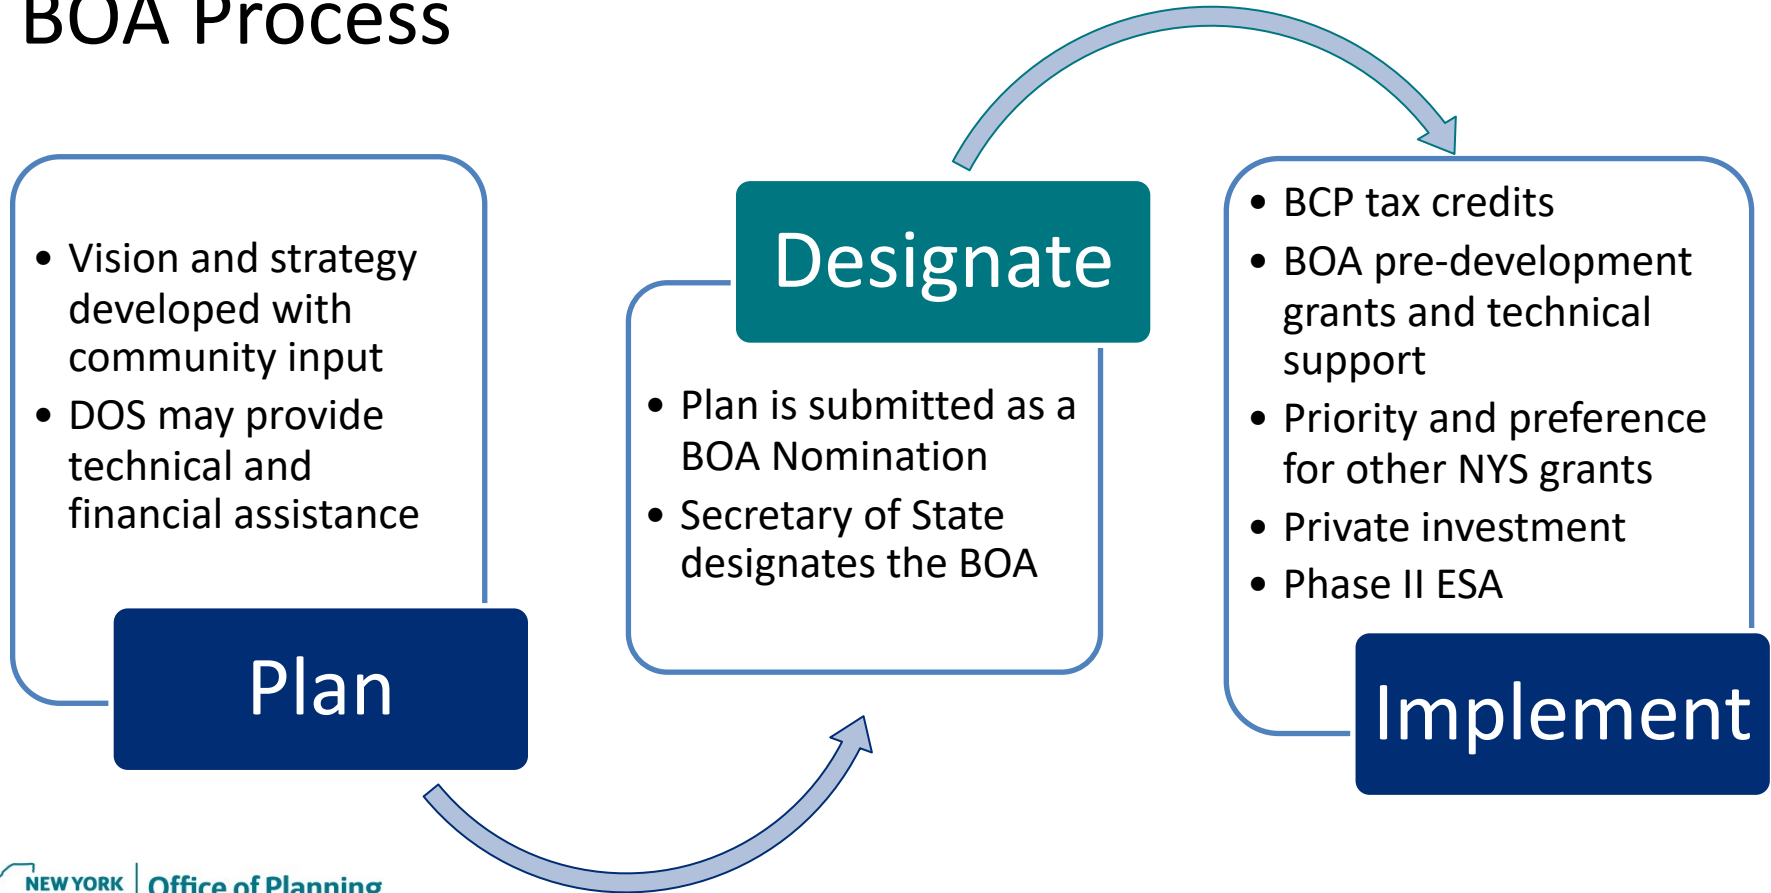 BOA Process
• Vision and strategy
developed with
community input
• DOS may provide
technical and
financial assistance
Plan
Designate
• Plan is submitted as a
BOA Nomination
• Secretary of State
designates the BOA
• BCP tax credits
• BOA pre-development
grants and technical
support
• Priority and preference
for other NYS grants
• Private investment
• Phase II ESA
Implement
NEW YORK
Office of Planning